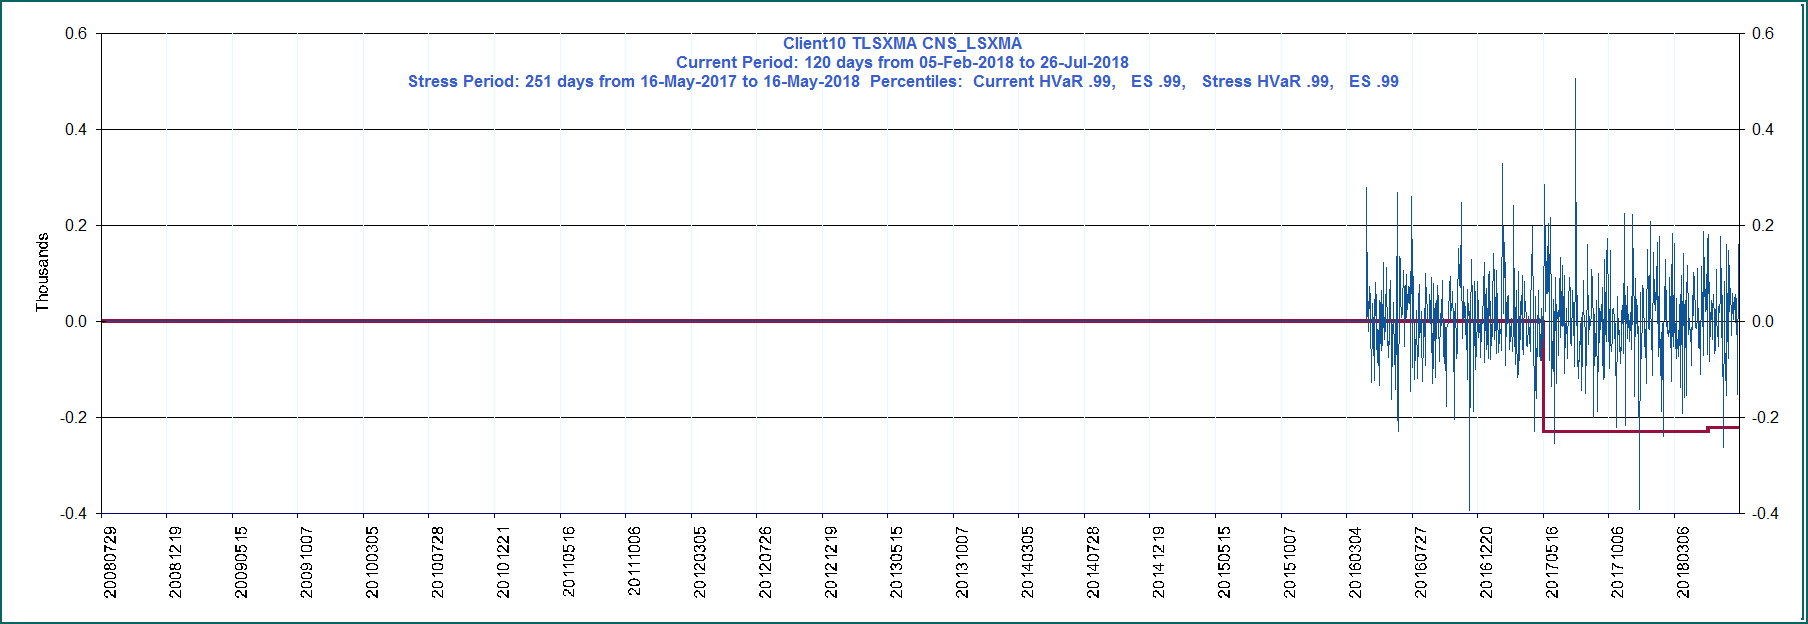 Client10 TLSXMA CNS_LSXMA
Current Period: 120 days from 05-Feb-2018 to 26-Jul-2018
Stress Period: 251 days from 16-May-2017 to 16-May-2018 Percentiles: Current HVaR .99, ES .99, Stress HVaR .99, ES .99
0.6 0.6
0.4 0.4
0.2 0.2
Thousands
0.0 0.0
-0.2 -0.2
-0.4 -0.4
20080729 20081219 20090515 20091007 20100305 20100728 20101221 20110516 20111006 20120305 20120726 20121219 20130515 20131007 20140305 20140728 20141219 20150515 20151007 20160304 20160727 20161220 20170516 20171006 20180306